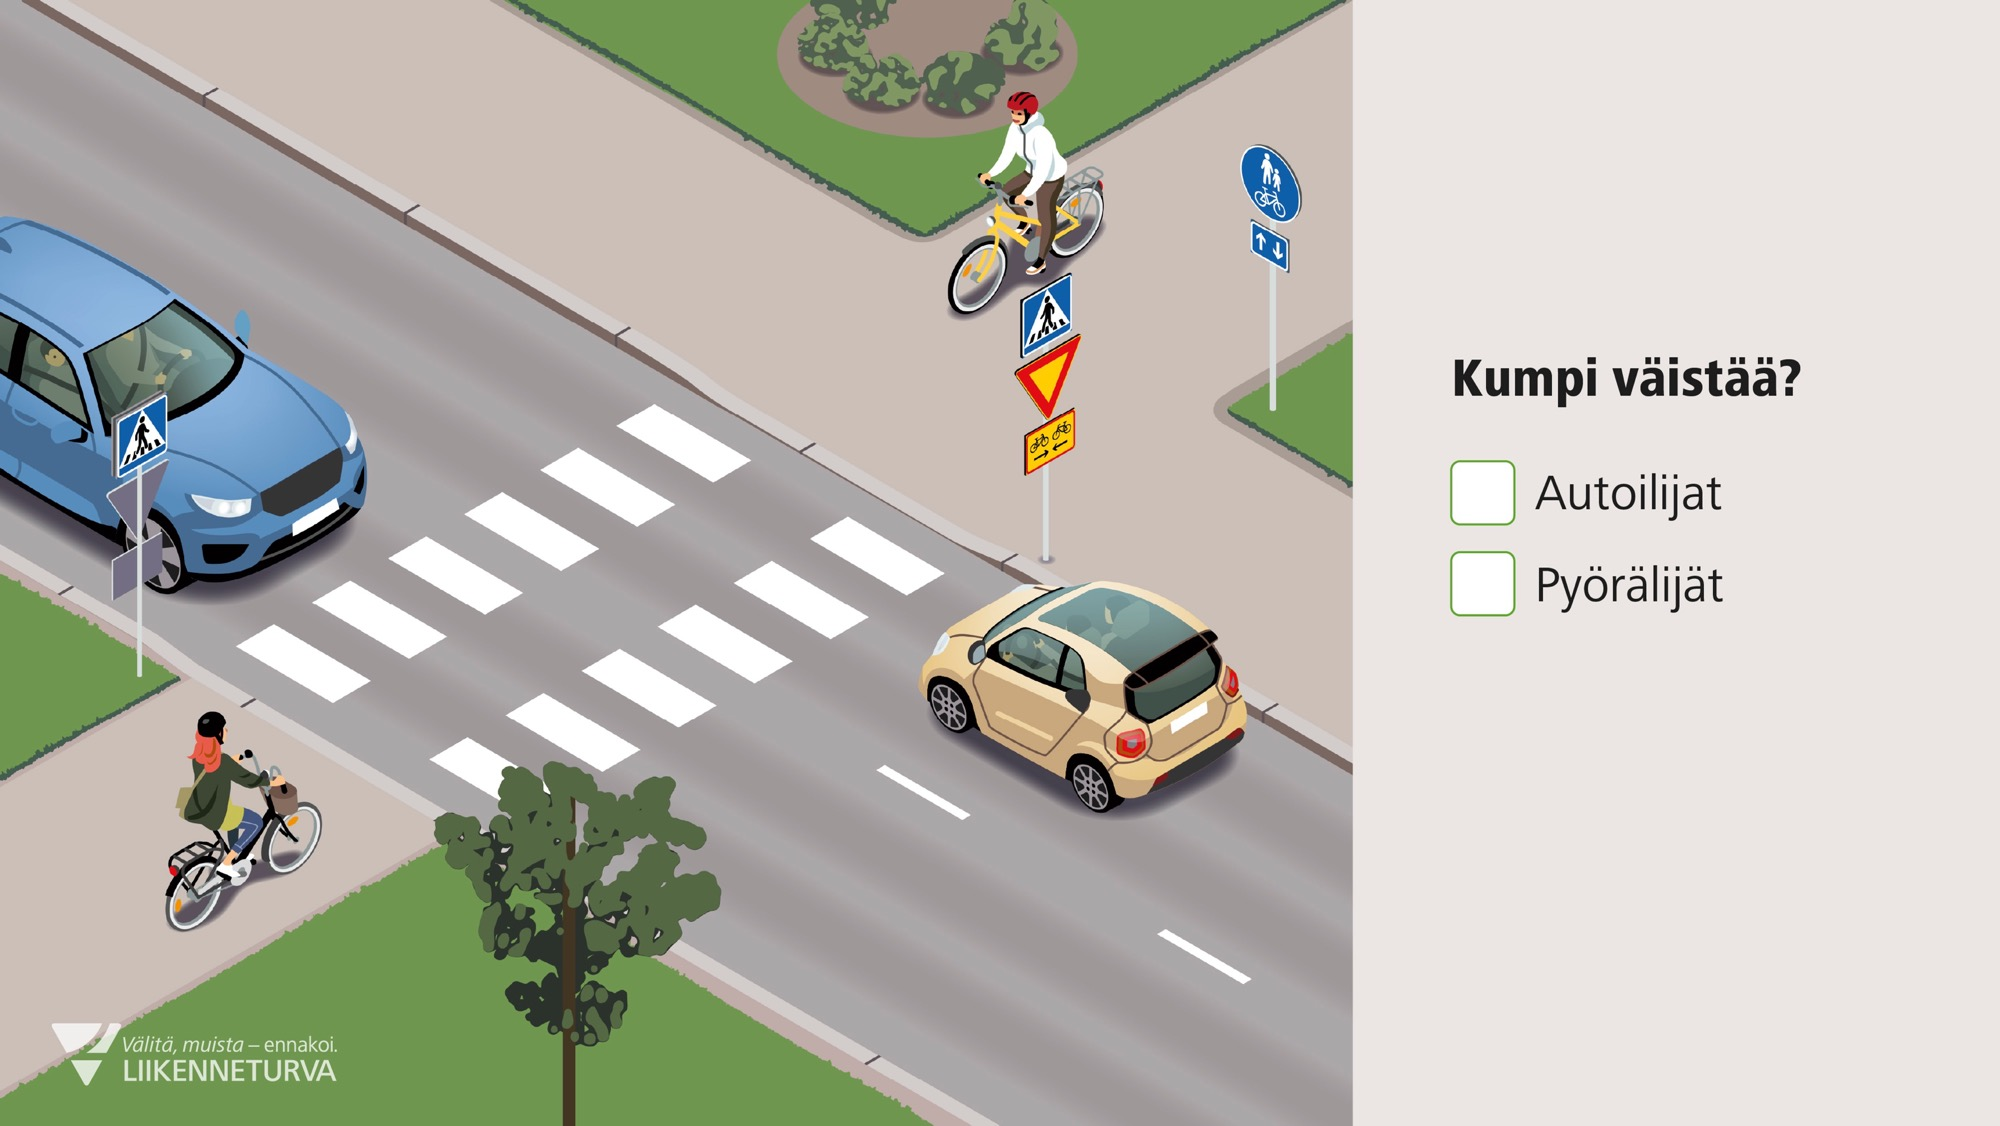 Kumpi väistää?
Autoilijat
Pyörälijät
Välitä, muista – ennakoi.
LIIKENNETURVA